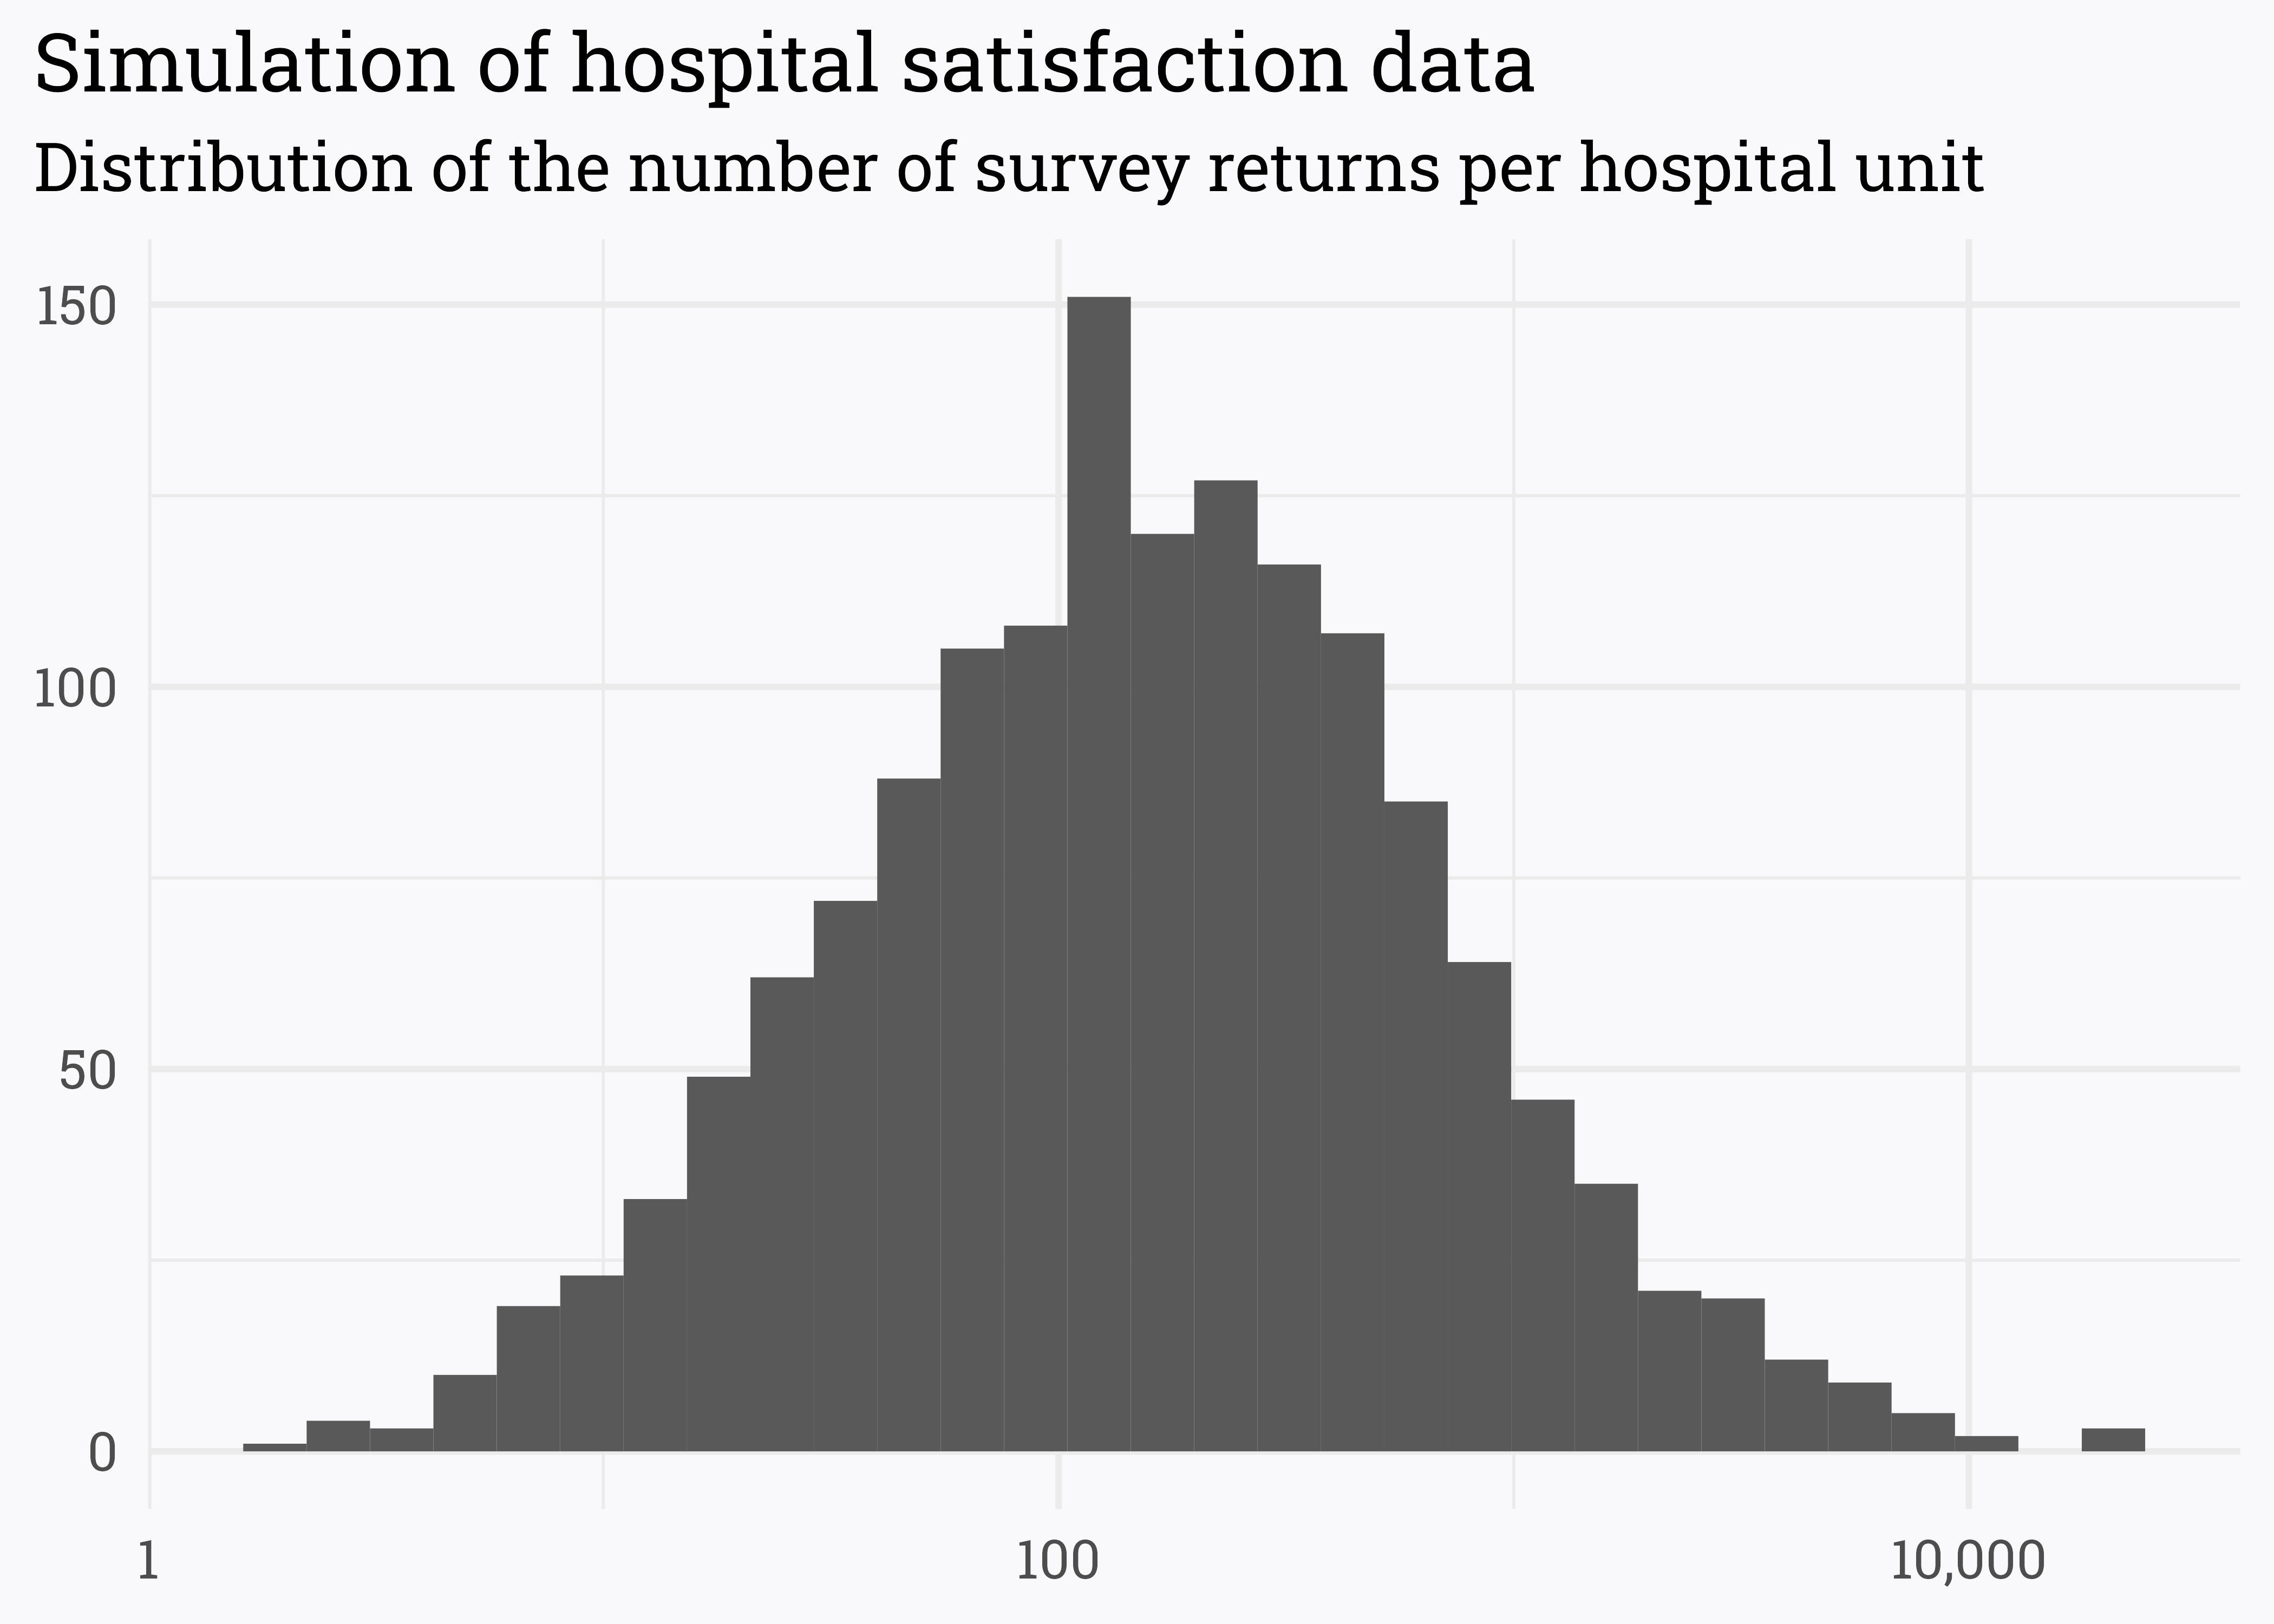 Simulation of hospital satisfaction data
Distribution of the number of survey returns per hospital unit
150
100
50
0
1 100 10,000